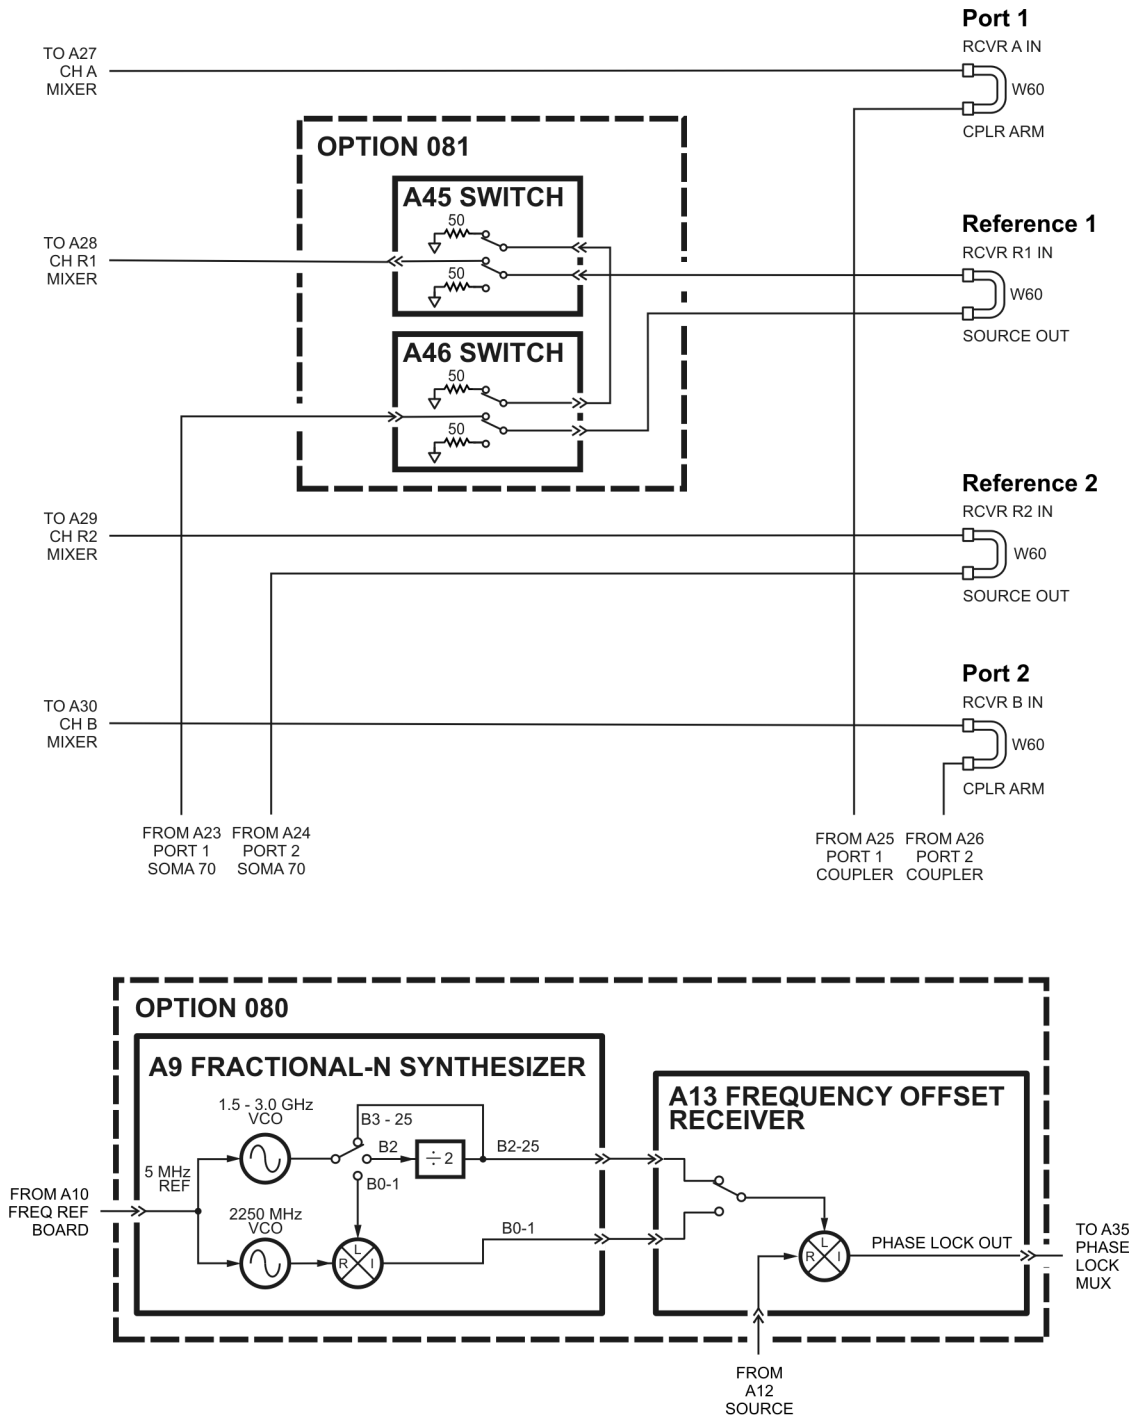 Port 1
RCVR A IN
TO A27
CH A
MIXER
W60
CPLR ARM
OPTION 081
A45 SWITCH
50
50
TO A28
CH R1
MIXER
Reference 1
RCVR R1 IN
W60
SOURCE OUT
A46 SWITCH
50
50
Reference 2
RCVR R2 IN
TO A29
CH R2
MIXER
W60
SOURCE OUT
Port 2
RCVR B IN
TO A30
CH B
MIXER
W60
CPLR ARM
FROM A23
PORT 1
SOMA 70
FROM A24
PORT 2
SOMA 70
FROM A25
PORT 1
COUPLER
FROM A26
PORT 2
COUPLER
OPTION 080
A9 FRACTIONAL-N SYNTHESIZER
1.5 - 3.0 GHz
VCO
B3 - 25
B2
÷ 2
B2-25
5 MHz
REF
B0-1
FROM A10
FREQ REF
BOARD
2250 MHz
VCO
L
R
I
B0-1
A13 FREQUENCY OFFSET
RECEIVER
L
R
I
PHASE LOCK OUT
TO A35
PHASE
LOCK
MUX
FROM
A12
SOURCE